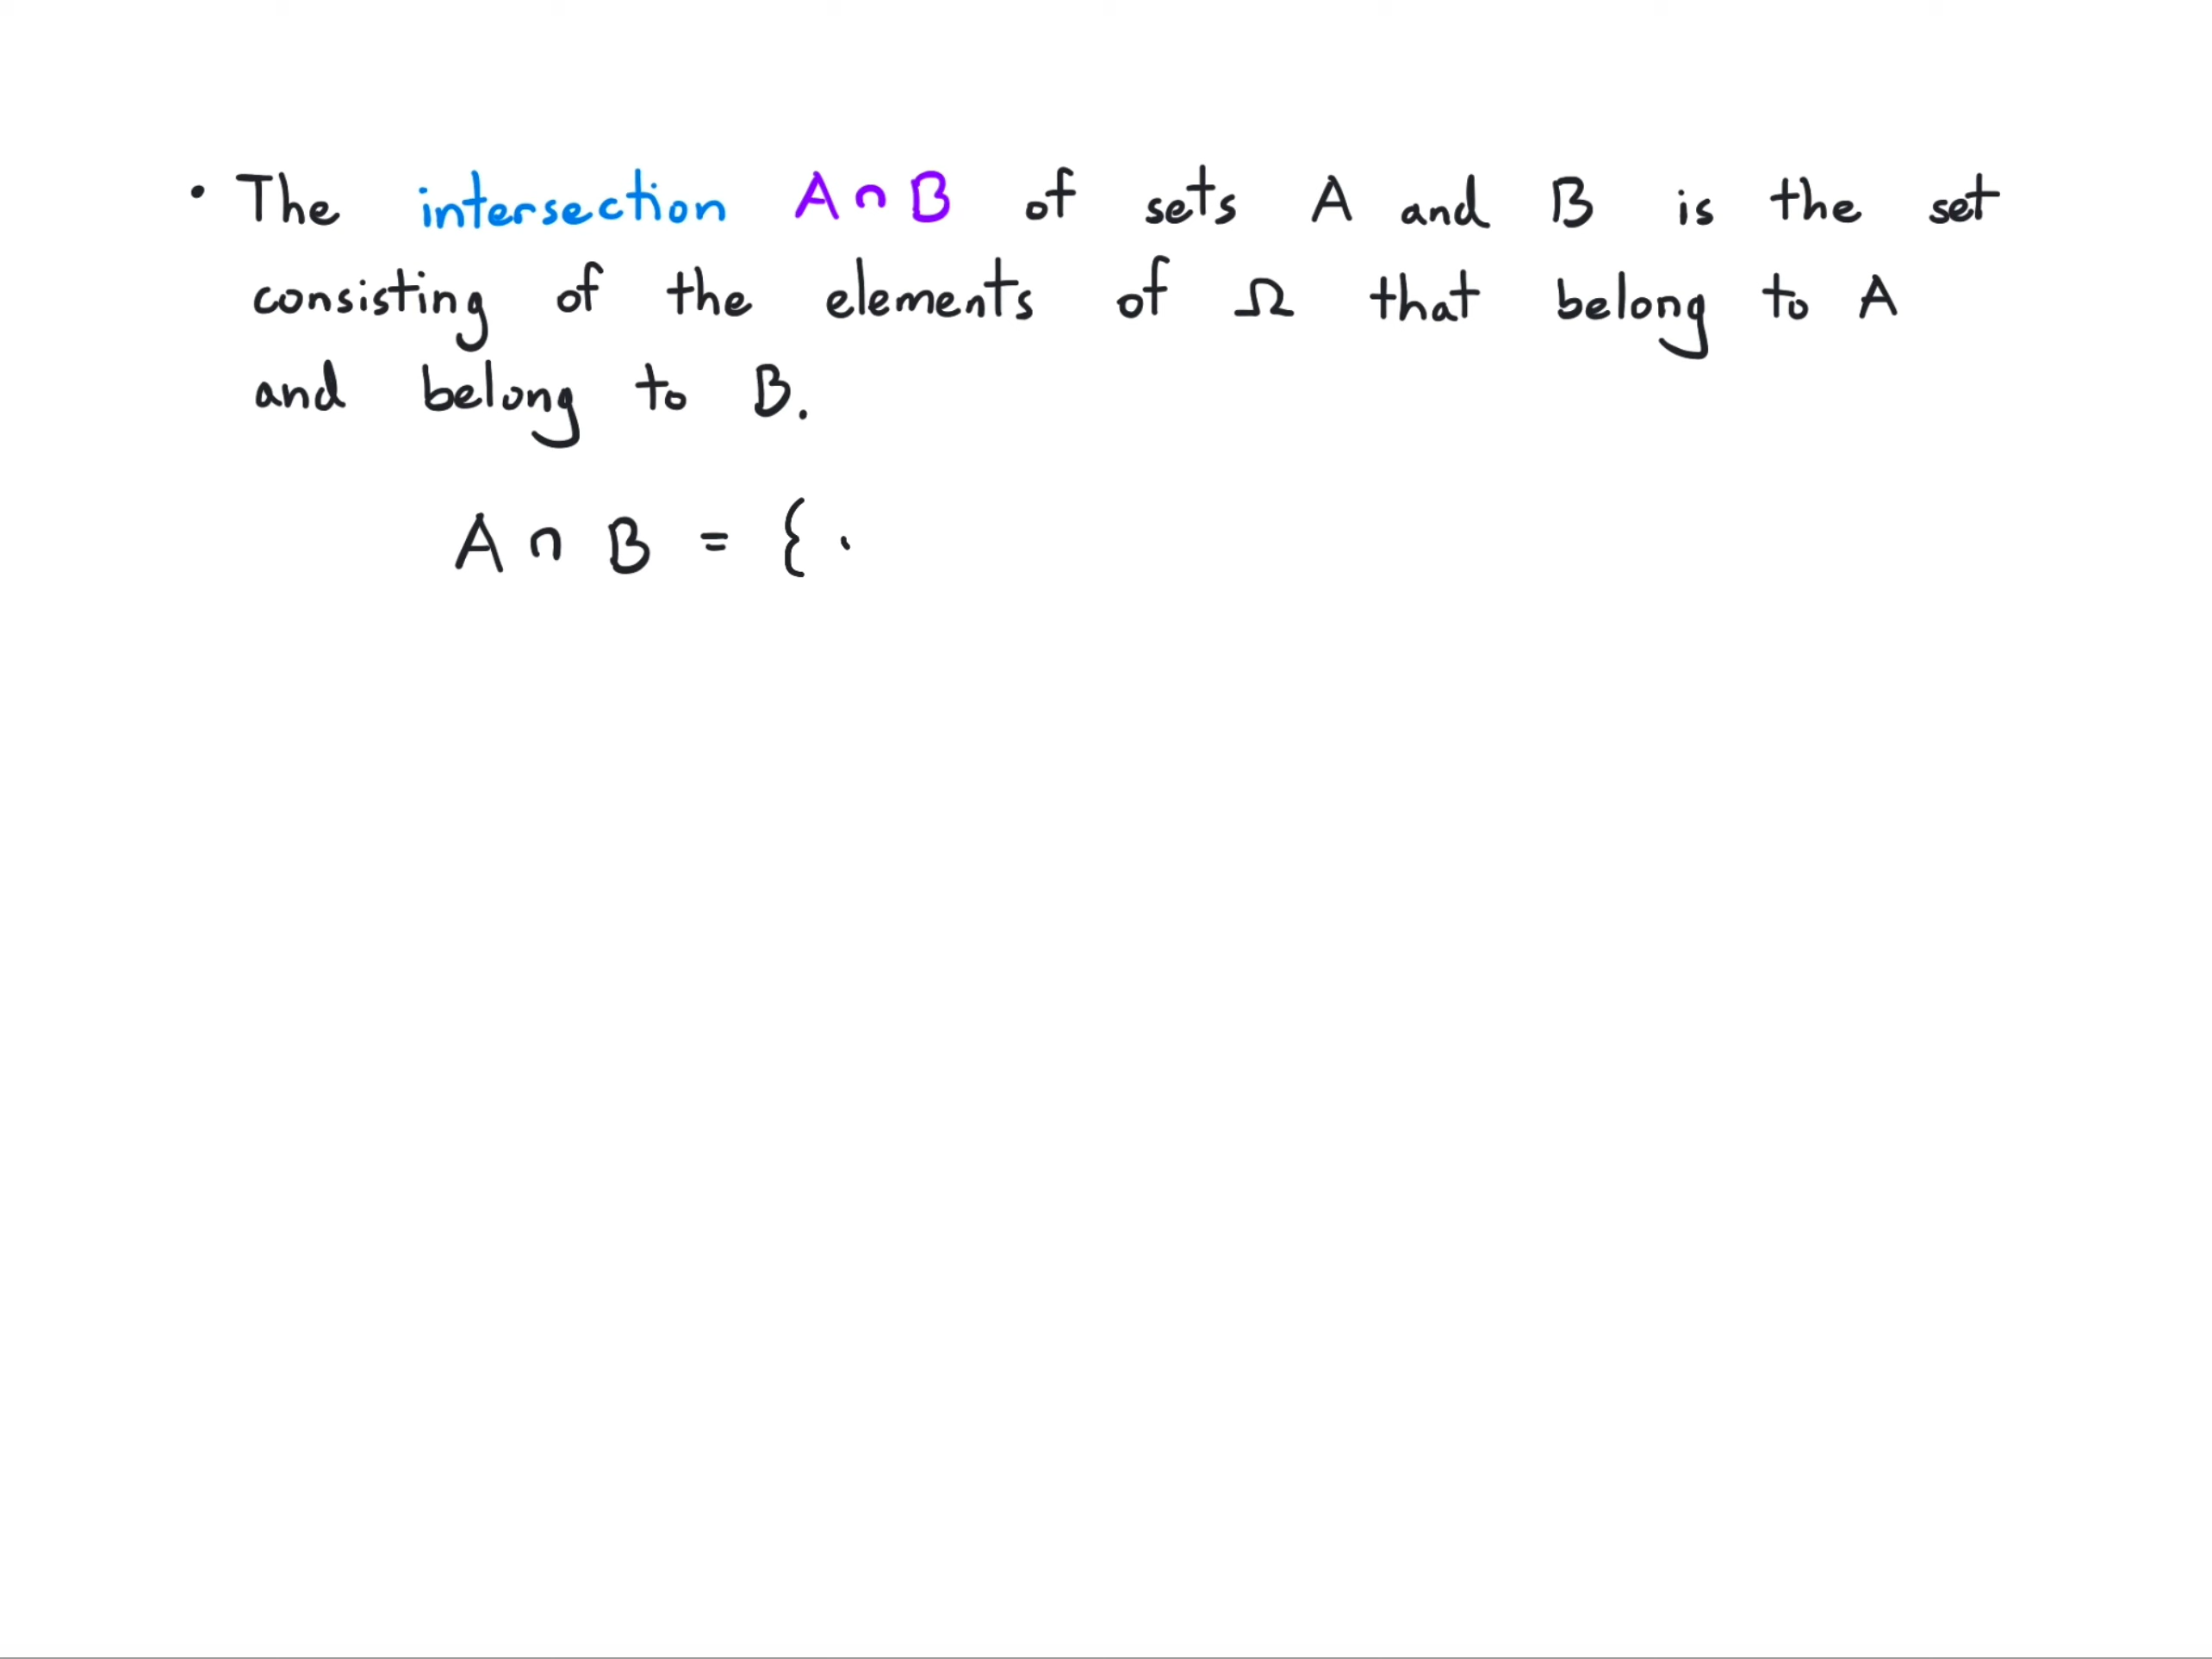 • The intersection A ∩ B of sets A and B is the set
consisting of the elements of Ω that belong to A
and belong to B.
A ∩ B = {